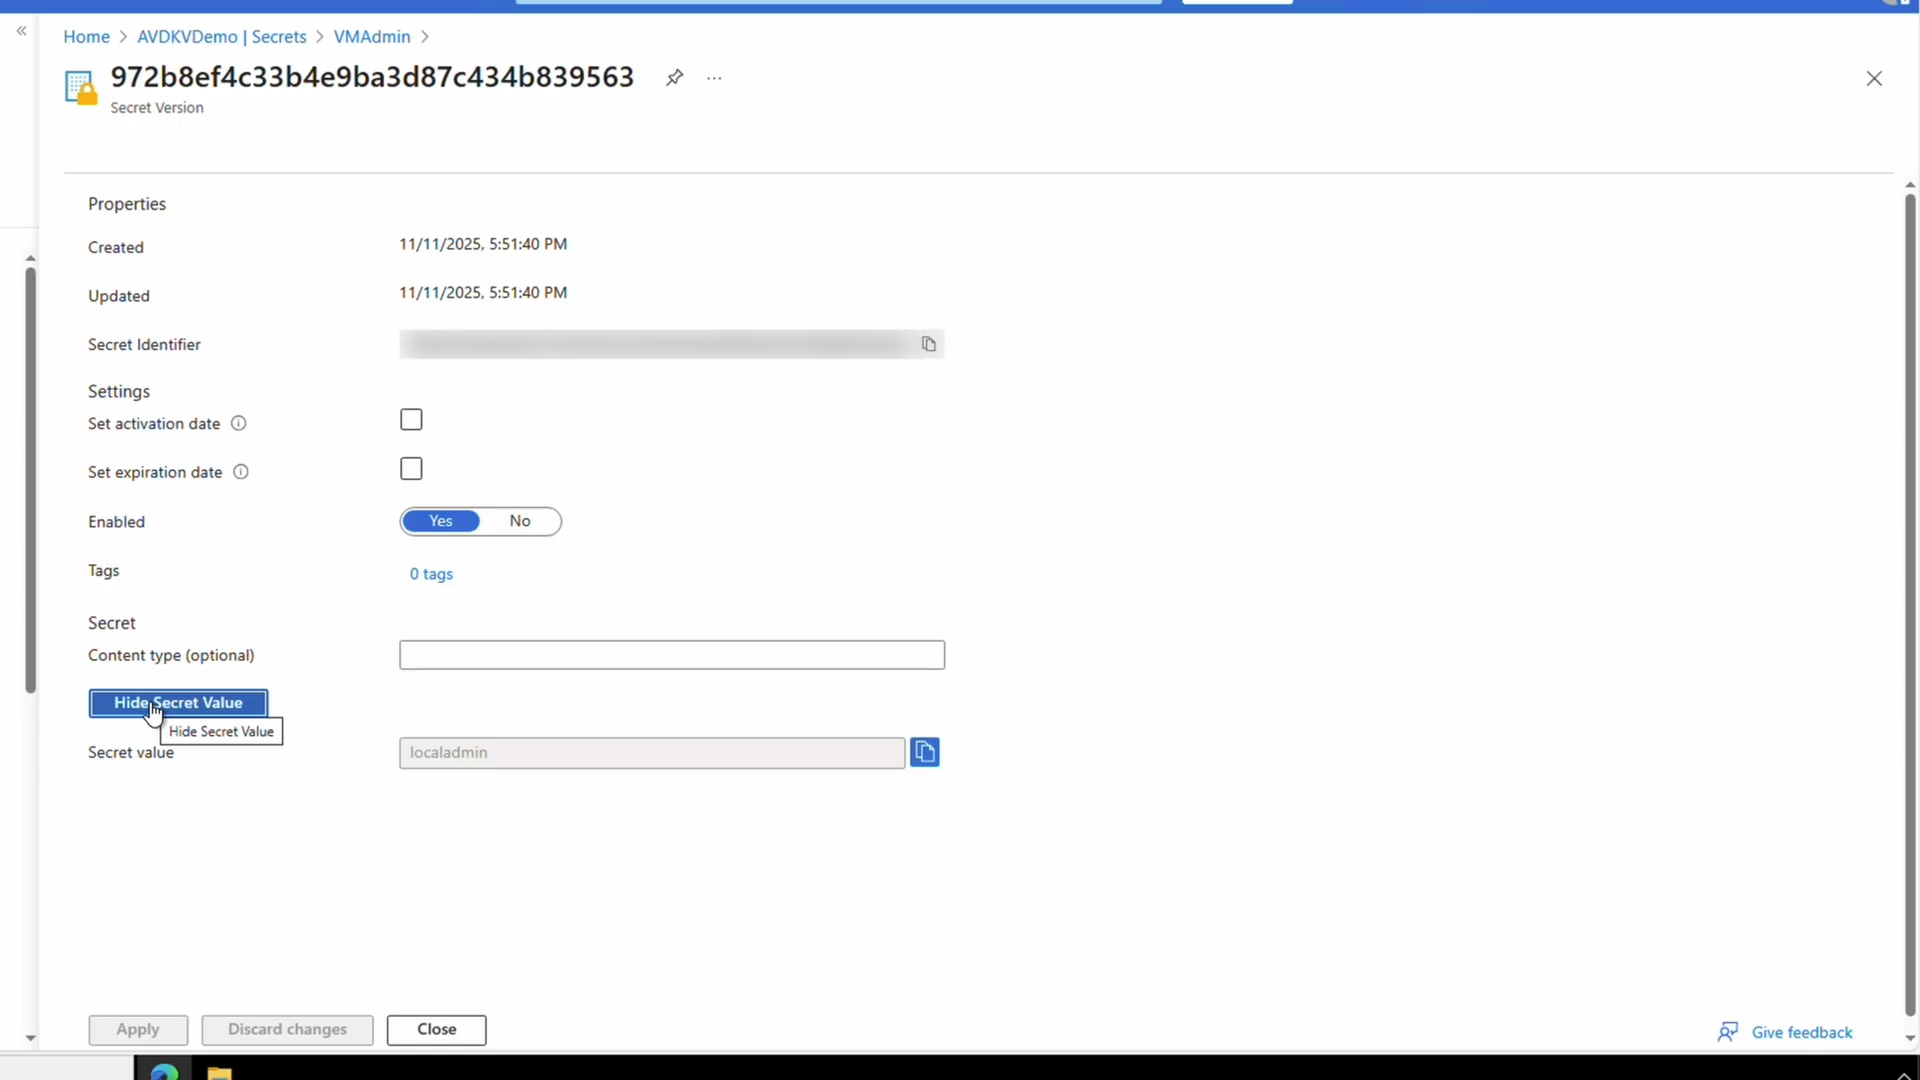 Home > AVDKVDemo | Secrets > VMAdmin >
972b8ef4c33b4e9ba3d87c434b839563
Secret Version
Properties
Created 11/11/2025, 5:51:40 PM
Updated 11/11/2025, 5:51:40 PM
Secret Identifier
Settings
Set activation date
Set expiration date
Enabled Yes No
Tags 0 tags
Secret
Content type (optional)
Hide Secret Value
Hide Secret Value
Secret value localadmin
Apply Discard changes Close Give feedback